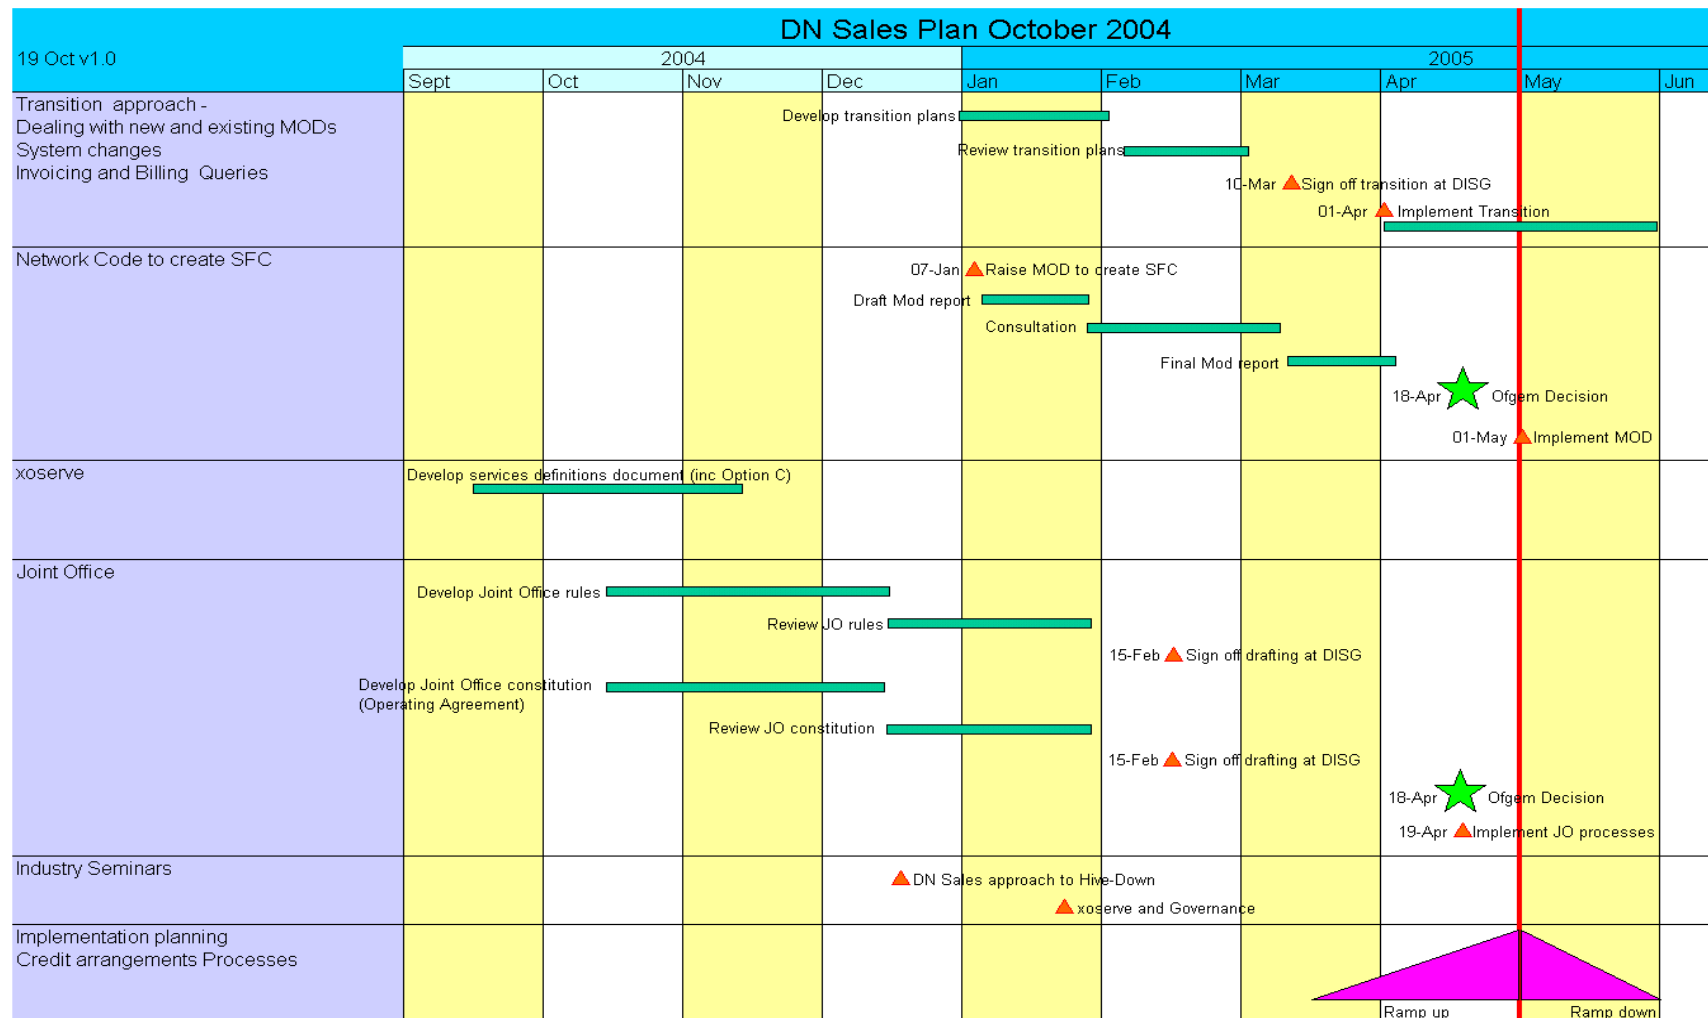 DN Sales Plan October 2004
19 Oct v1.0
2004
2005
Sept
Oct
Nov
Dec
Jan
Feb
Mar
Apr
May
Jun
Transition approach -
Dealing with new and existing MODs
System changes
Invoicing and Billing Queries
Develop transition plans
Review transition plans
10-Mar
Sign off transition at DISG
01-Apr
Implement Transition
Network Code to create SFC
07-Jan
Raise MOD to create SFC
Draft Mod report
Consultation
Final Mod report
18-Apr
Ofgem Decision
01-May
Implement MOD
xoserve
Develop services definitions document (inc Option C)
Joint Office
Develop Joint Office rules
Review JO rules
15-Feb
Sign off drafting at DISG
Develop Joint Office constitution
(Operating Agreement)
Review JO constitution
15-Feb
Sign off drafting at DISG
18-Apr
Ofgem Decision
19-Apr
Implement JO processes
Industry Seminars
DN Sales approach to Hive-Down
xoserve and Governance
Implementation planning
Credit arrangements Processes
Ramp up
Ramp down